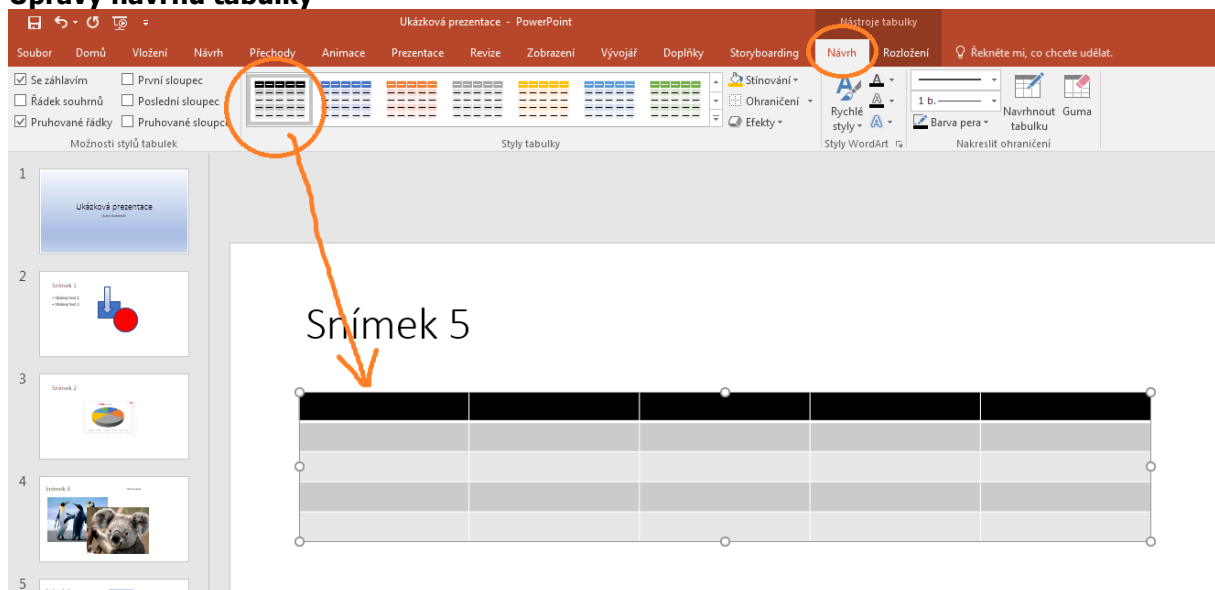 Úpravy návrhu tabulky
Ukázková prezentace - PowerPoint
Nástroje tabulky
Soubor Domů Vložení Návrh Přechody Animace Prezentace Revize Zobrazení Vývojář Doplňky Storyboarding Návrh Rozložení Řekněte mi, co chcete udělat.
Se záhlavím První sloupec
Řádek souhrnů Poslední sloupec
Pruhované řádky Pruhované sloupce
Možnosti stylů tabulek
Styly tabulky
Stínování
Ohraničení
Efekty
Rychlé
styly
Styly WordArt
1 b.
Barva pera
Navrhnout
tabulku
Guma
Nakreslit ohraničení
1
Ukázková prezentace
2
Snímek 1
3
Snímek 2
4
Snímek 3
5
Snímek 5